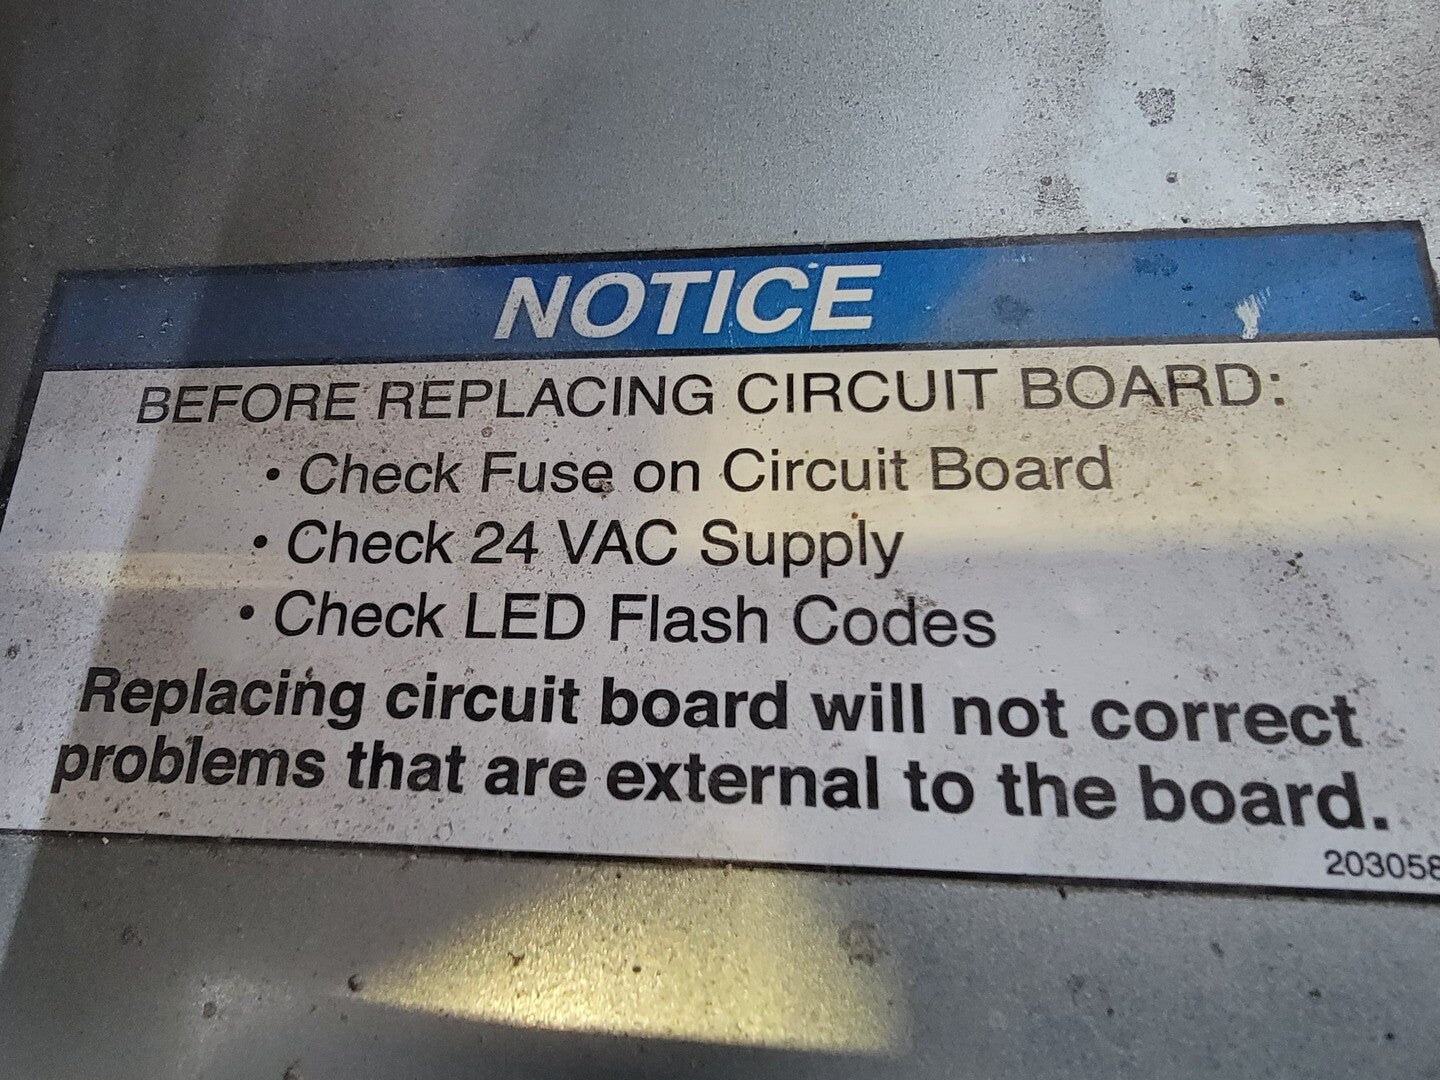 NOTICE
BEFORE REPLACING CIRCUIT BOARD:
• Check Fuse on Circuit Board
• Check 24 VAC Supply
• Check LED Flash Codes
Replacing circuit board will not correct
problems that are external to the board.
203058